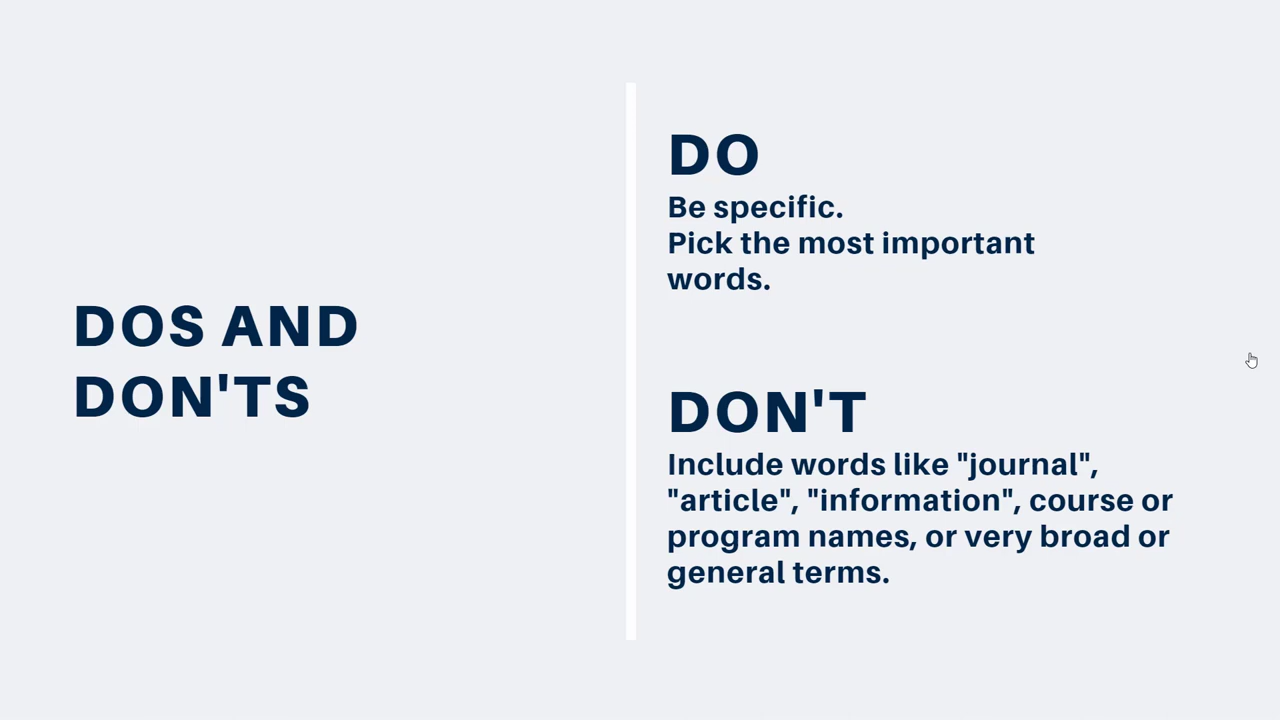 DOS AND
DON'TS
DO
Be specific.
Pick the most important
words.
DON'T
Include words like "journal",
"article", "information", course or
program names, or very broad or
general terms.